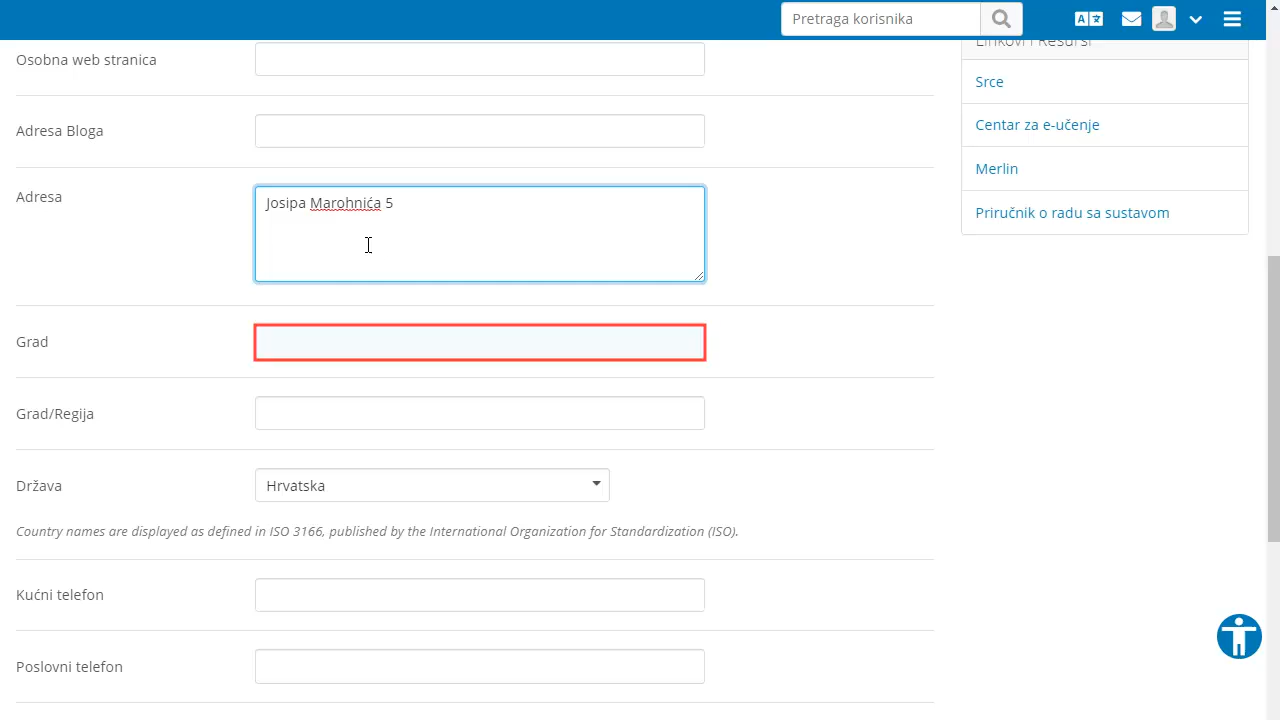 Pretraga korisnika
Osobna web stranica
Linkovi i Resursi
Srce
Adresa Bloga
Centar za e-učenje
Merlin
Adresa
Josipa Marohnića 5
Priručnik o radu sa sustavom
Grad
Grad/Regija
Država
Hrvatska
Country names are displayed as defined in ISO 3166, published by the International Organization for Standardization (ISO).
Kućni telefon
Poslovni telefon